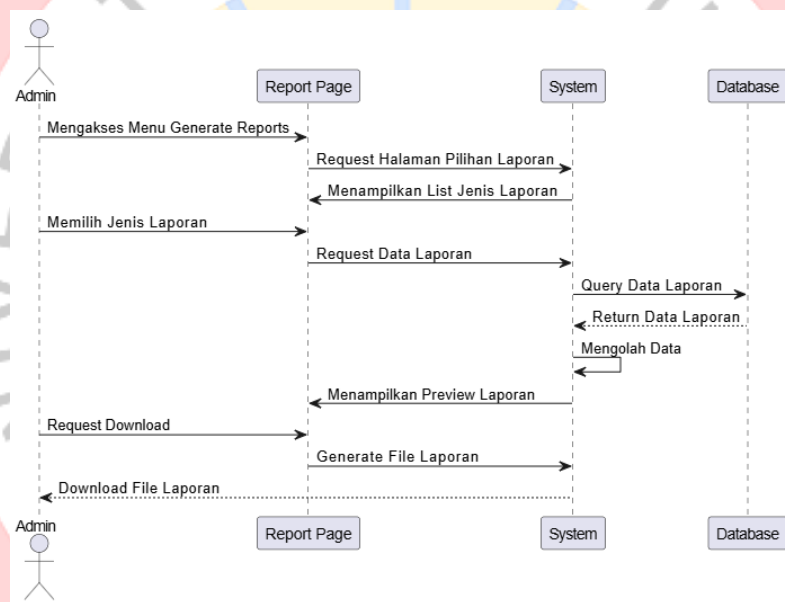 Admin
Report Page
System
Database
Mengakses Menu Generate Reports
Request Halaman Pilihan Laporan
Menampilkan List Jenis Laporan
Memilih Jenis Laporan
Request Data Laporan
Query Data Laporan
Return Data Laporan
Mengolah Data
Menampilkan Preview Laporan
Request Download
Generate File Laporan
Download File Laporan
Admin
Report Page
System
Database